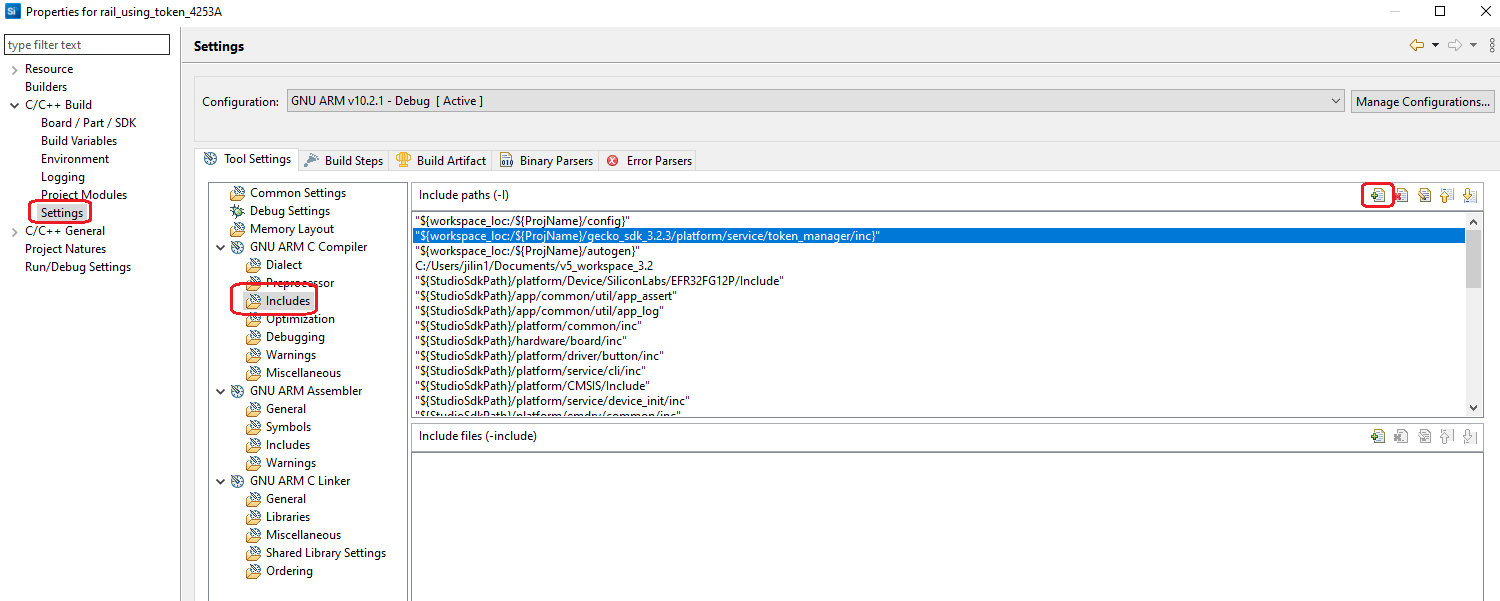 Si Properties for rail_using_token_4253A
type filter text
Resource
Builders
C/C++ Build
Board / Part / SDK
Build Variables
Environment
Logging
Project Modules
Settings
C/C++ General
Project Natures
Run/Debug Settings
Settings
Configuration: GNU ARM v10.2.1 - Debug [ Active ] Manage Configurations...
Tool Settings Build Steps Build Artifact Binary Parsers Error Parsers
Common Settings
Debug Settings
Memory Layout
GNU ARM C Compiler
Dialect
Preprocessor
Includes
Optimization
Debugging
Warnings
Miscellaneous
GNU ARM Assembler
General
Symbols
Includes
Warnings
GNU ARM C Linker
General
Libraries
Miscellaneous
Shared Library Settings
Ordering
Include paths (-I)
"${workspace_loc:/${ProjName}/config}"
"${workspace_loc:/${ProjName}/gecko_sdk_3.2.3/platform/service/token_manager/inc}"
"${workspace_loc:/${ProjName}/autogen}"
C:/Users/jilin1/Documents/v5_workspace_3.2
"${StudioSdkPath}/platform/Device/SiliconLabs/EFR32FG12P/Include"
"${StudioSdkPath}/app/common/util/app_assert"
"${StudioSdkPath}/app/common/util/app_log"
"${StudioSdkPath}/platform/common/inc"
"${StudioSdkPath}/hardware/board/inc"
"${StudioSdkPath}/platform/driver/button/inc"
"${StudioSdkPath}/platform/service/cli/inc"
"${StudioSdkPath}/platform/CMSIS/Include"
"${StudioSdkPath}/platform/service/device_init/inc"
"${StudioSdkPath}/platform/emdrv/common/inc"
Include files (-include)